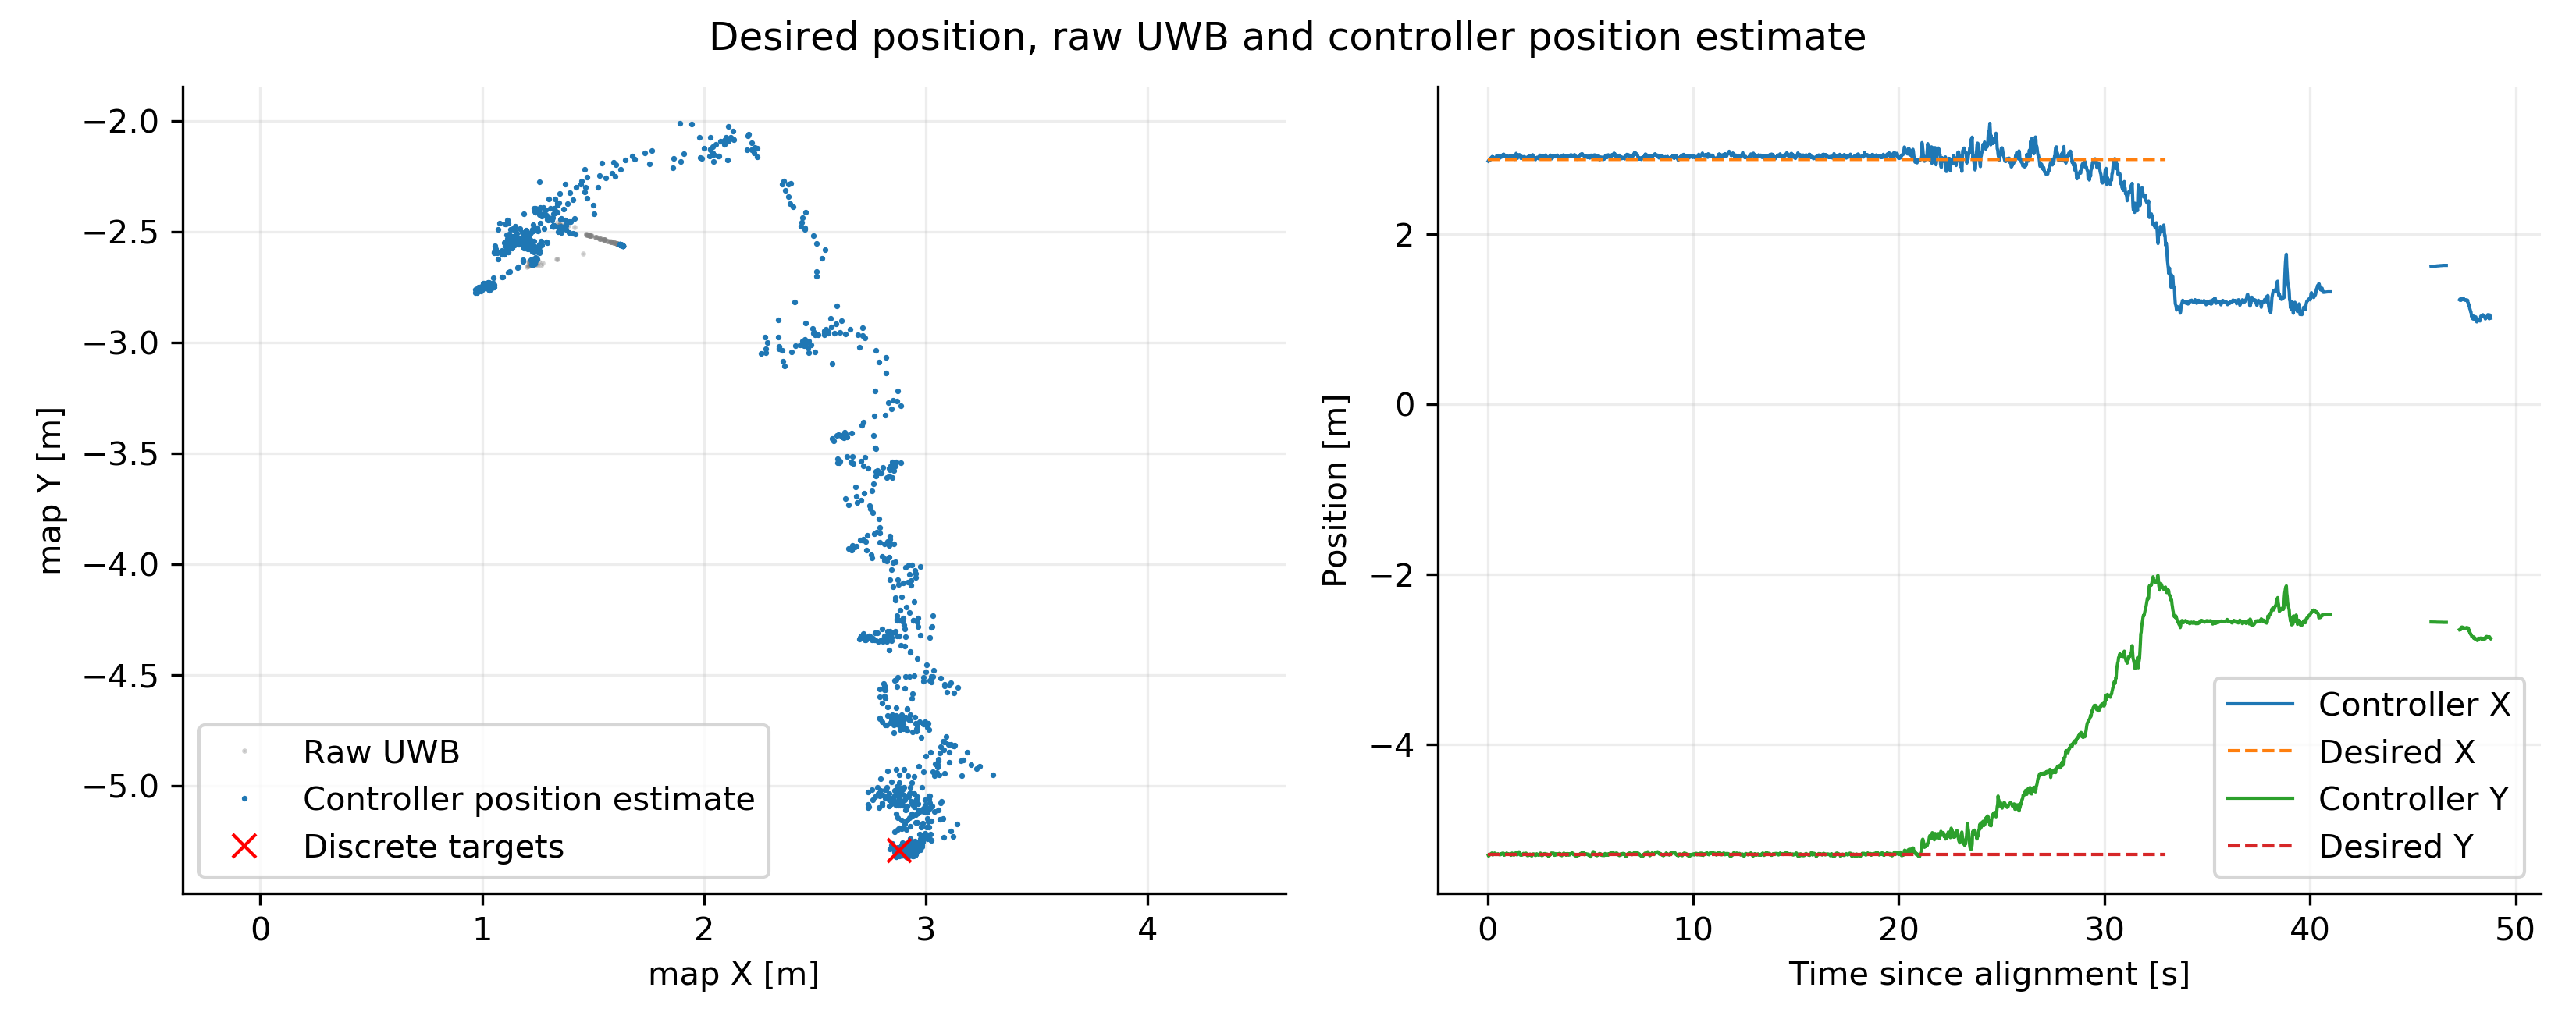 Desired position, raw UWB and controller position estimate
map Y [m]
−2.0
−2.5
−3.0
−3.5
−4.0
−4.5
−5.0
Raw UWB
Controller position estimate
Discrete targets
0
1
2
3
4
map X [m]
Position [m]
2
0
−2
−4
Controller X
Desired X
Controller Y
Desired Y
0
10
20
30
40
50
Time since alignment [s]